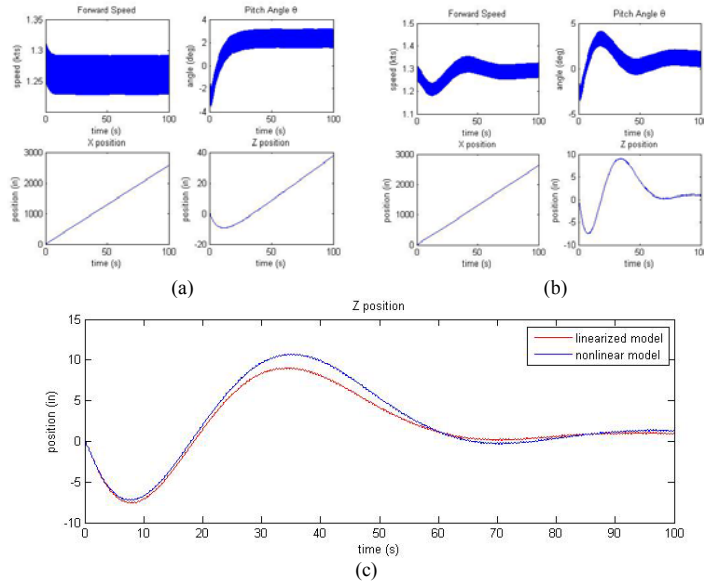 Forward Speed
speed (kts)
1.35
1.3
1.25
0
50
100
time (s)
Pitch Angle θ
angle (deg)
4
2
0
-2
-4
0
50
100
time (s)
X position
position (in)
3000
2000
1000
0
0
50
100
time (s)
Z position
position (in)
40
20
0
-20
0
50
100
time (s)
(a)
Forward Speed
speed (kts)
1.5
1.4
1.3
1.2
1.1
0
50
100
time (s)
Pitch Angle θ
angle (deg)
5
0
-5
0
50
100
time (s)
X position
position (in)
3000
2000
1000
0
0
50
100
time (s)
Z position
position (in)
10
5
0
-5
-10
0
50
100
time (s)
(b)
Z position
position (in)
15
10
5
0
-5
-10
0
10
20
30
40
50
60
70
80
90
100
time (s)
linearized model
nonlinear model
(c)